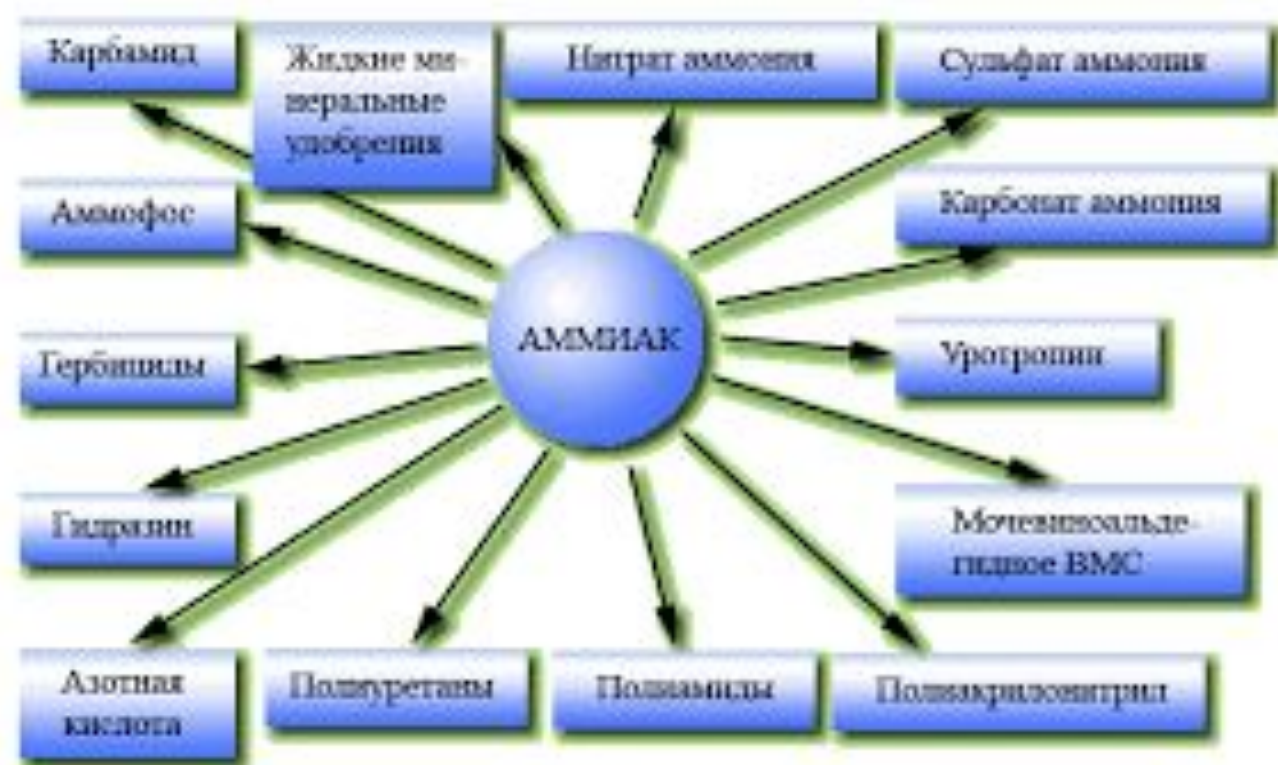 Карбамид
Жидкие ми-
неральные
удобрения
Нитрат аммония
Сульфат аммония
Аммофос
Карбонат аммония
АММИАК
Гербициды
Уротропин
Гидразин
Мочевиноальде-
гидное ВМС
Азотная
кислота
Полиуретаны
Полиамиды
Полиакрилонитрил